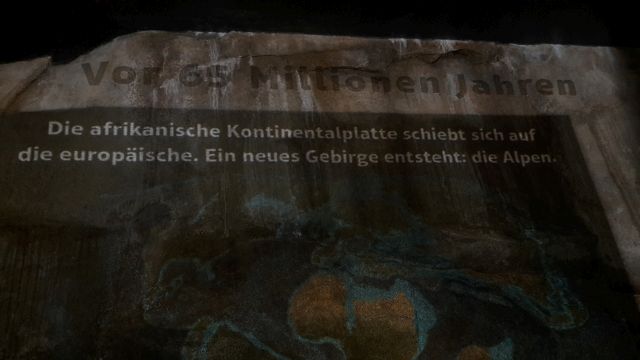 Vor 65 Millionen Jahren
Die afrikanische Kontinentalplatte schiebt sich auf
die europäische. Ein neues Gebirge entsteht: die Alpen.